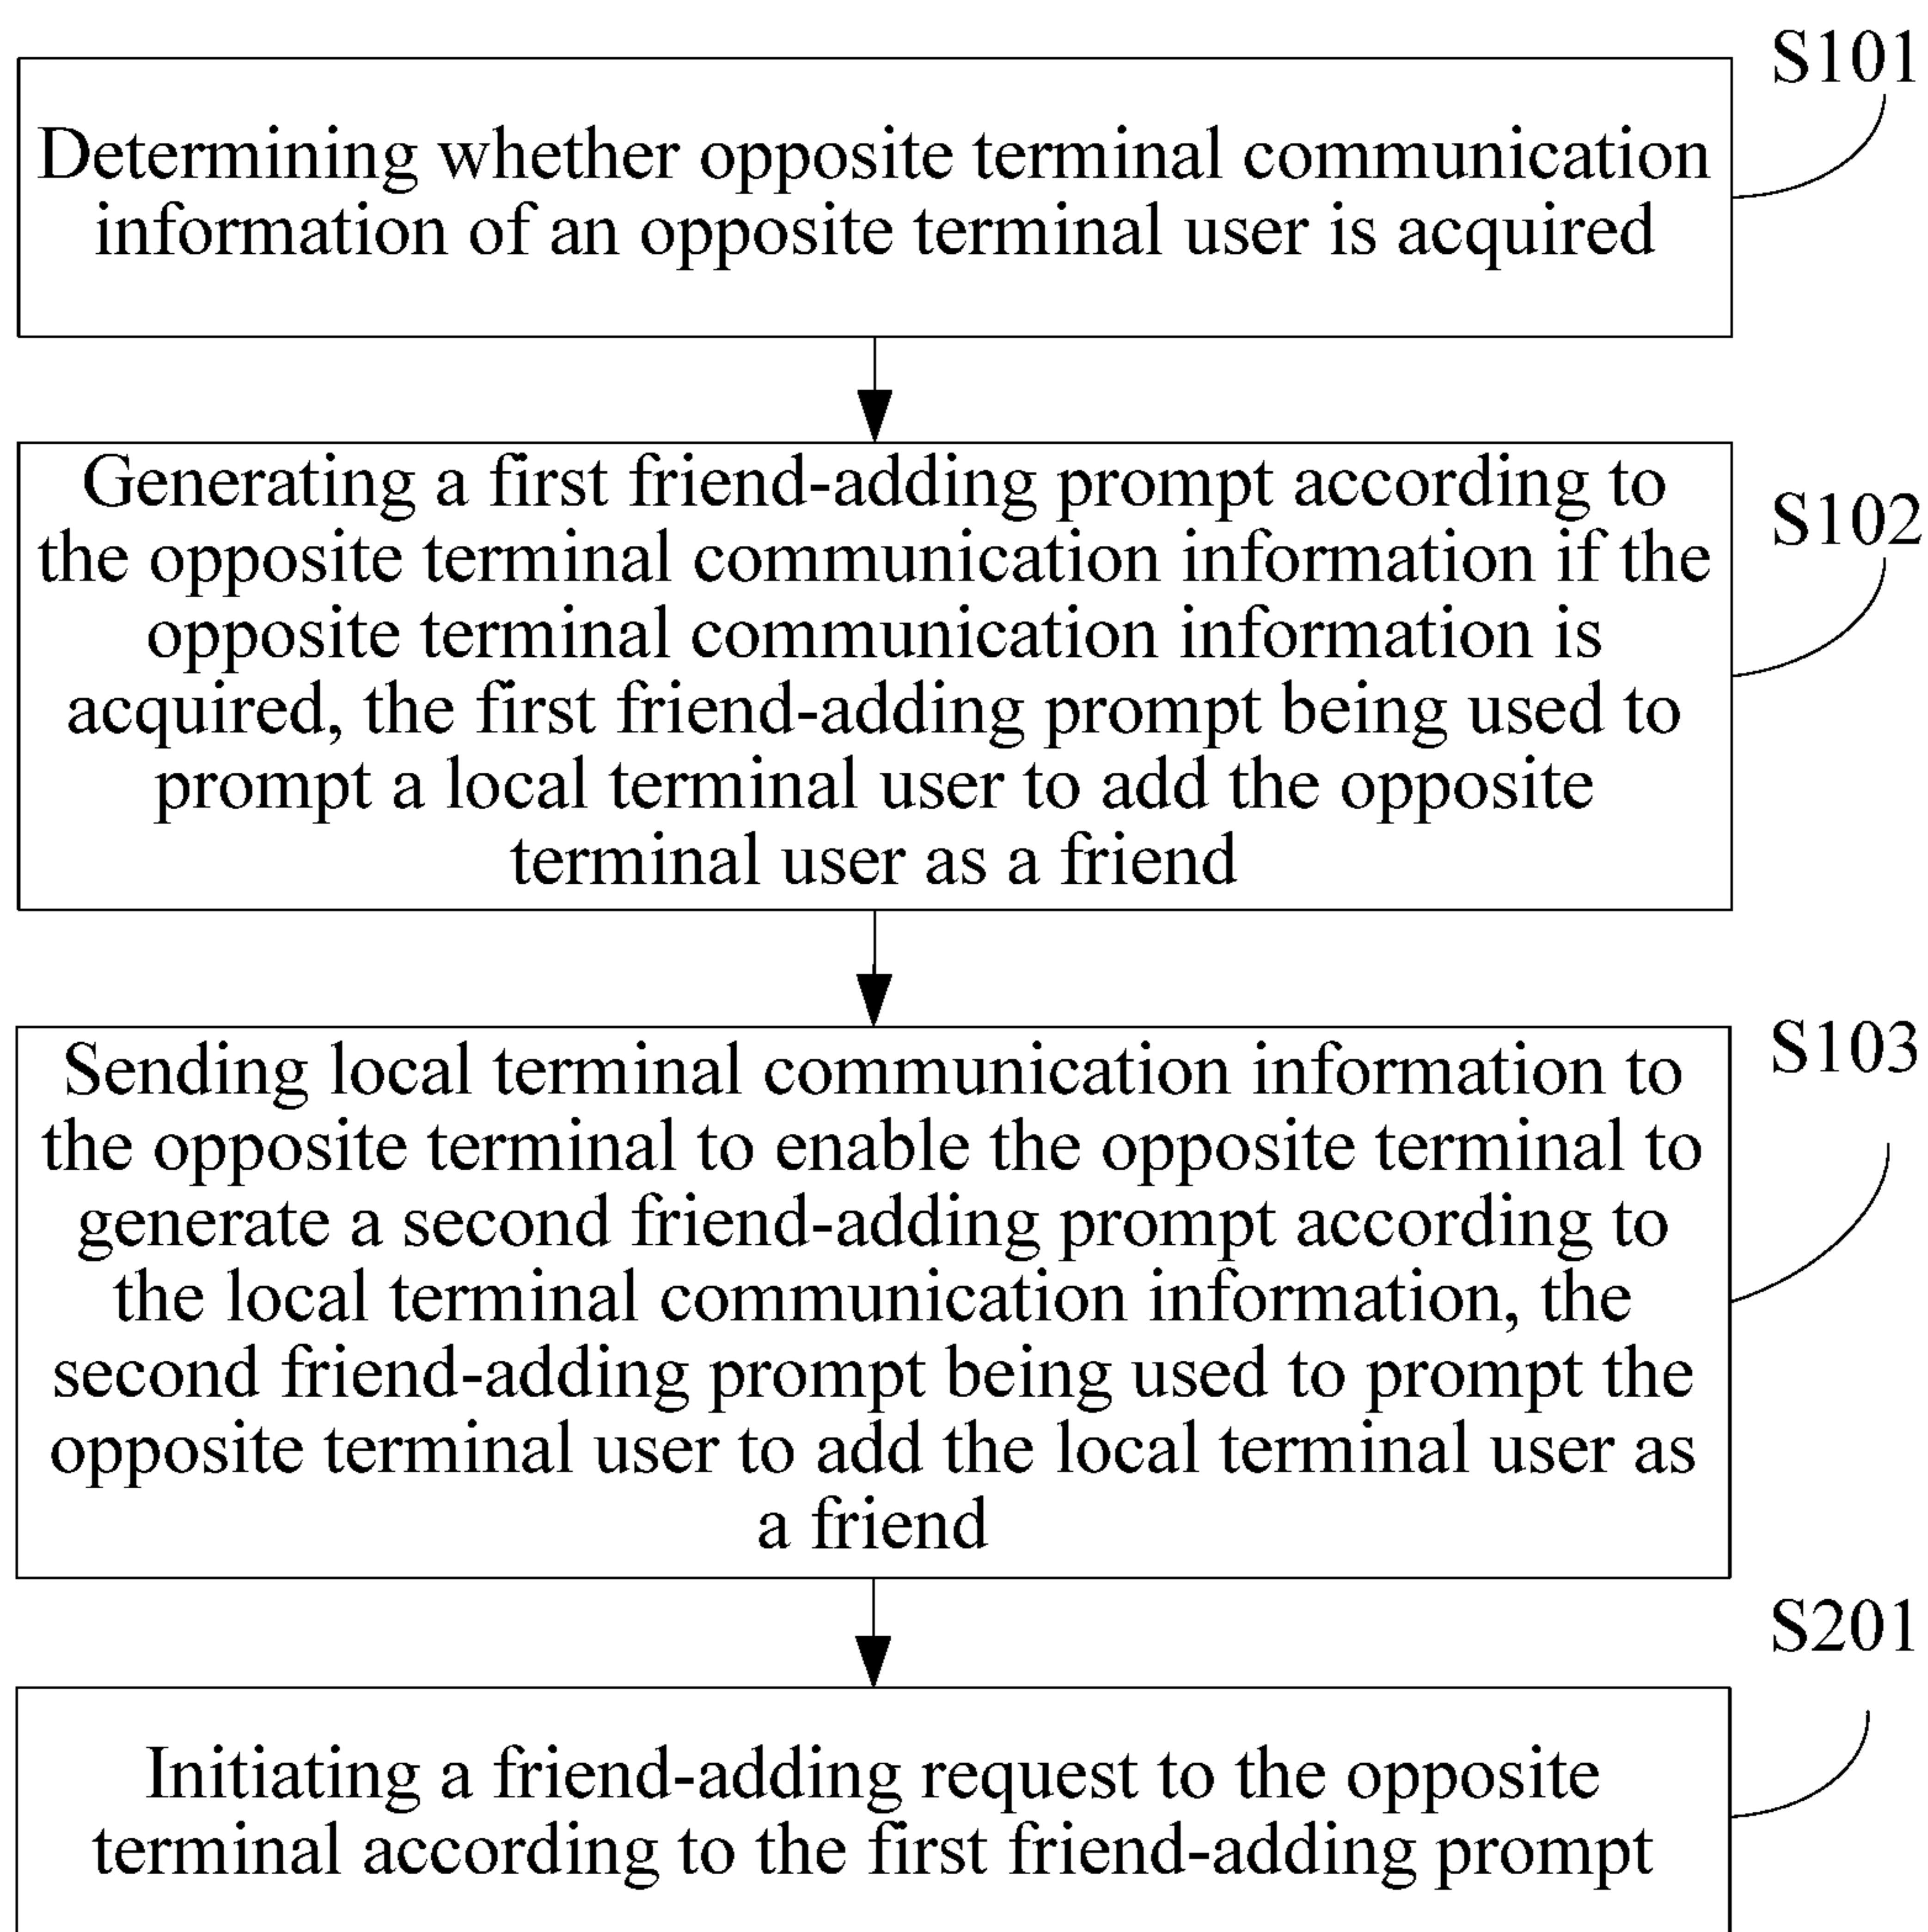 S101
Determining whether opposite terminal communication
information of an opposite terminal user is acquired
S102
Generating a first friend-adding prompt according to
the opposite terminal communication information if the
opposite terminal communication information is
acquired, the first friend-adding prompt being used to
prompt a local terminal user to add the opposite
terminal user as a friend
S103
Sending local terminal communication information to
the opposite terminal to enable the opposite terminal to
generate a second friend-adding prompt according to
the local terminal communication information, the
second friend-adding prompt being used to prompt the
opposite terminal user to add the local terminal user as
a friend
S201
Initiating a friend-adding request to the opposite
terminal according to the first friend-adding prompt